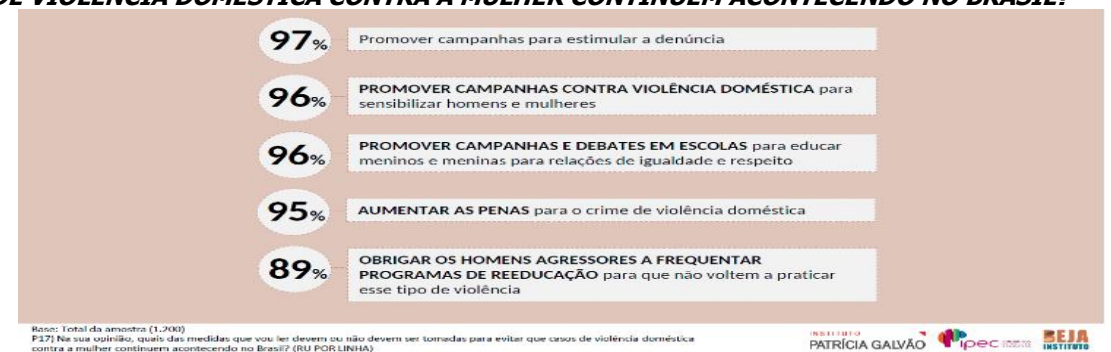 DE VIOLÊNCIA DOMÉSTICA CONTRA A MULHER CONTINUEM ACONTECENDO NO BRASIL?
97%
Promover campanhas para estimular a denúncia
96%
PROMOVER CAMPANHAS CONTRA VIOLÊNCIA DOMÉSTICA para
sensibilizar homens e mulheres
96%
PROMOVER CAMPANHAS E DEBATES EM ESCOLAS para educar
meninos e meninas para relações de igualdade e respeito
95%
AUMENTAR AS PENAS para o crime de violência doméstica
89%
OBRIGAR OS HOMENS AGRESSORES A FREQUENTAR
PROGRAMAS DE REEDUCAÇÃO para que não voltem a praticar
esse tipo de violência
Base: Total da amostra (1.200)
P17) Na sua opinião, quais das medidas que vou ler devem ou não devem ser tomadas para evitar que casos de violência doméstica
contra a mulher continuem acontecendo no Brasil? (RU POR LINHA)
INSTITUTO
PATRÍCIA GALVÃO
ipec
BEJA
INSTITUTO